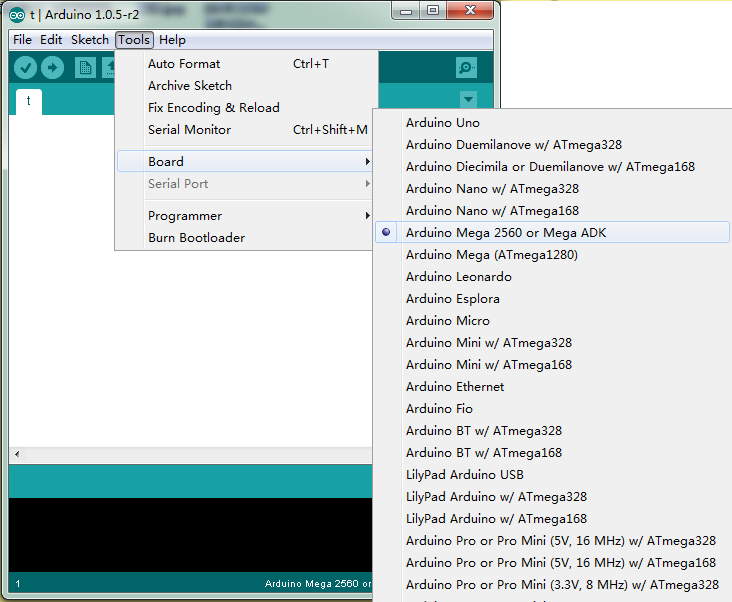 t | Arduino 1.0.5-r2
File Edit Sketch Tools Help
t
Auto Format Ctrl+T
Archive Sketch
Fix Encoding & Reload
Serial Monitor Ctrl+Shift+M
Board
Serial Port
Programmer
Burn Bootloader
Arduino Uno
Arduino Duemilanove w/ ATmega328
Arduino Diecimila or Duemilanove w/ ATmega168
Arduino Nano w/ ATmega328
Arduino Nano w/ ATmega168
Arduino Mega 2560 or Mega ADK
Arduino Mega (ATmega1280)
Arduino Leonardo
Arduino Esplora
Arduino Micro
Arduino Mini w/ ATmega328
Arduino Mini w/ ATmega168
Arduino Ethernet
Arduino Fio
Arduino BT w/ ATmega328
Arduino BT w/ ATmega168
LilyPad Arduino USB
LilyPad Arduino w/ ATmega328
LilyPad Arduino w/ ATmega168
Arduino Pro or Pro Mini (5V, 16 MHz) w/ ATmega328
Arduino Pro or Pro Mini (5V, 16 MHz) w/ ATmega168
Arduino Pro or Pro Mini (3.3V, 8 MHz) w/ ATmega328
1 Arduino Mega 2560 or